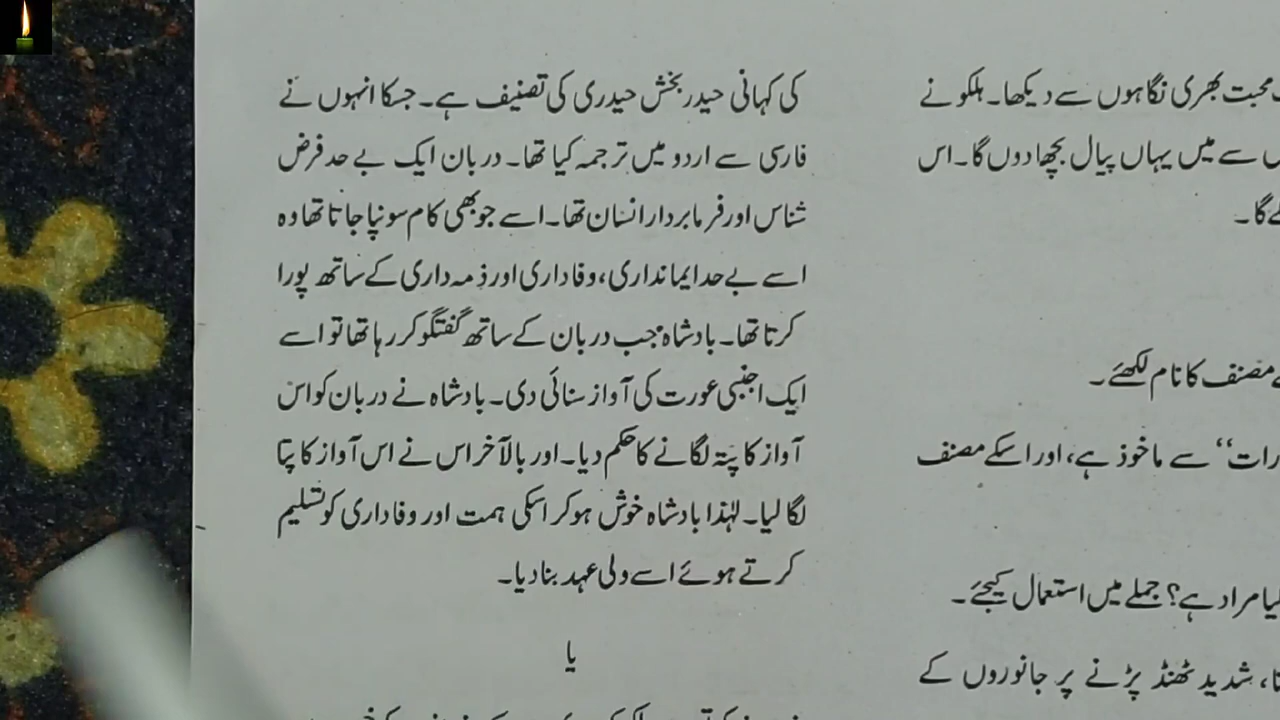 محبت بھری نگاہوں سے دیکھا۔ ہلکو نے
سے میں یہاں پیال بچھا دوں گا۔ اس
گا۔
مصنف کا نام لکھئے۔
رات‘‘ سے ماخوذ ہے، اور اسکے مصنف
مراد ہے؟ جملے میں استعمال کیجئے۔
شدید ٹھنڈ پڑنے پر جانوروں کے
کی کہانی حیدر بخش حیدری کی تصنیف ہے۔ جسکا انہوں نے
فارسی سے اردو میں ترجمہ کیا تھا۔ دربان ایک بے حد فرض
شناس اور فرمابردار انسان تھا۔ اسے جو بھی کام سونپا جاتا تھا وہ
اسے بے حد ایمانداری، وفاداری اور ذمہ داری کے ساتھ پورا
کرتا تھا۔ بادشاہ جب دربان کے ساتھ گفتگو کر رہا تھا تو اسے
ایک اجنبی عورت کی آواز سنائی دی۔ بادشاہ نے دربان کو اس
آواز کا پتہ لگانے کا حکم دیا۔ اور بالآخر اس نے اس آواز کا پتا
لگا لیا۔ لہٰذا بادشاہ خوش ہو کر اسکی ہمت اور وفاداری کو تسلیم
کرتے ہوئے اسے ولی عہد بنا دیا۔
یا